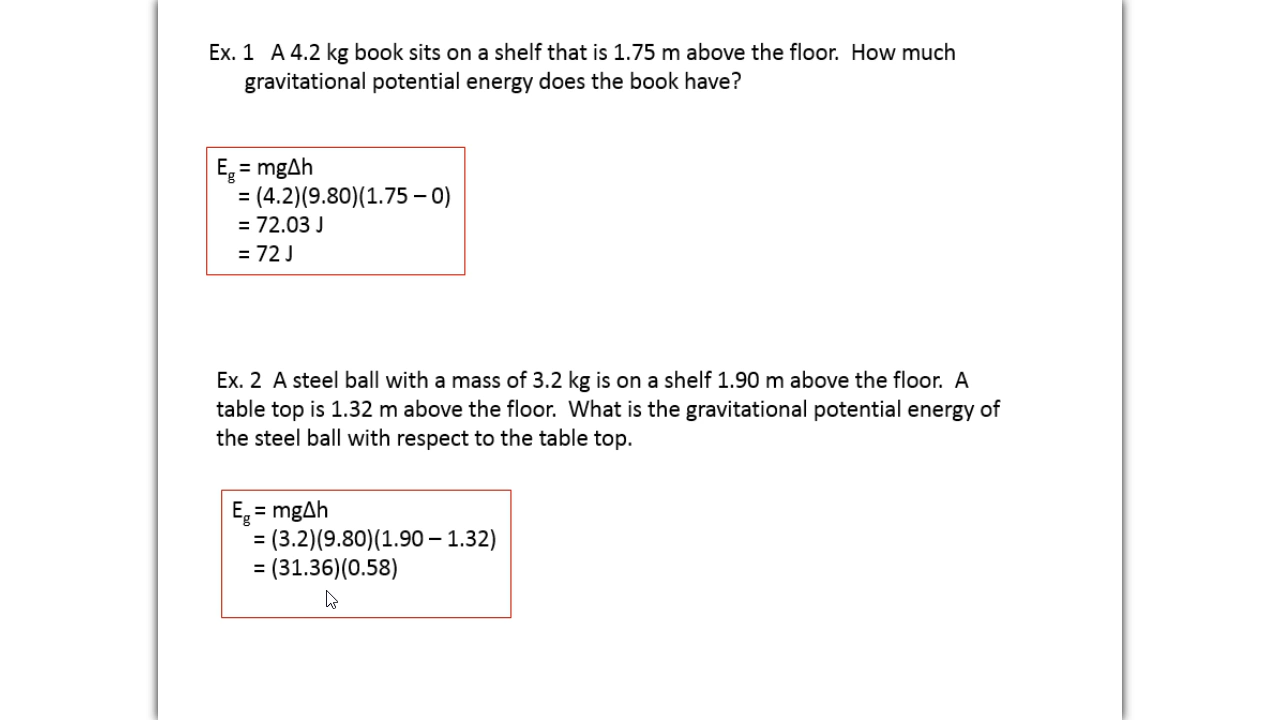 Ex. 1   A 4.2 kg book sits on a shelf that is 1.75 m above the floor.  How much
gravitational potential energy does the book have?
Eg = mgΔh
= (4.2)(9.80)(1.75 – 0)
= 72.03 J
= 72 J
Ex. 2  A steel ball with a mass of 3.2 kg is on a shelf 1.90 m above the floor.  A
table top is 1.32 m above the floor.  What is the gravitational potential energy of
the steel ball with respect to the table top.
Eg = mgΔh
= (3.2)(9.80)(1.90 – 1.32)
= (31.36)(0.58)